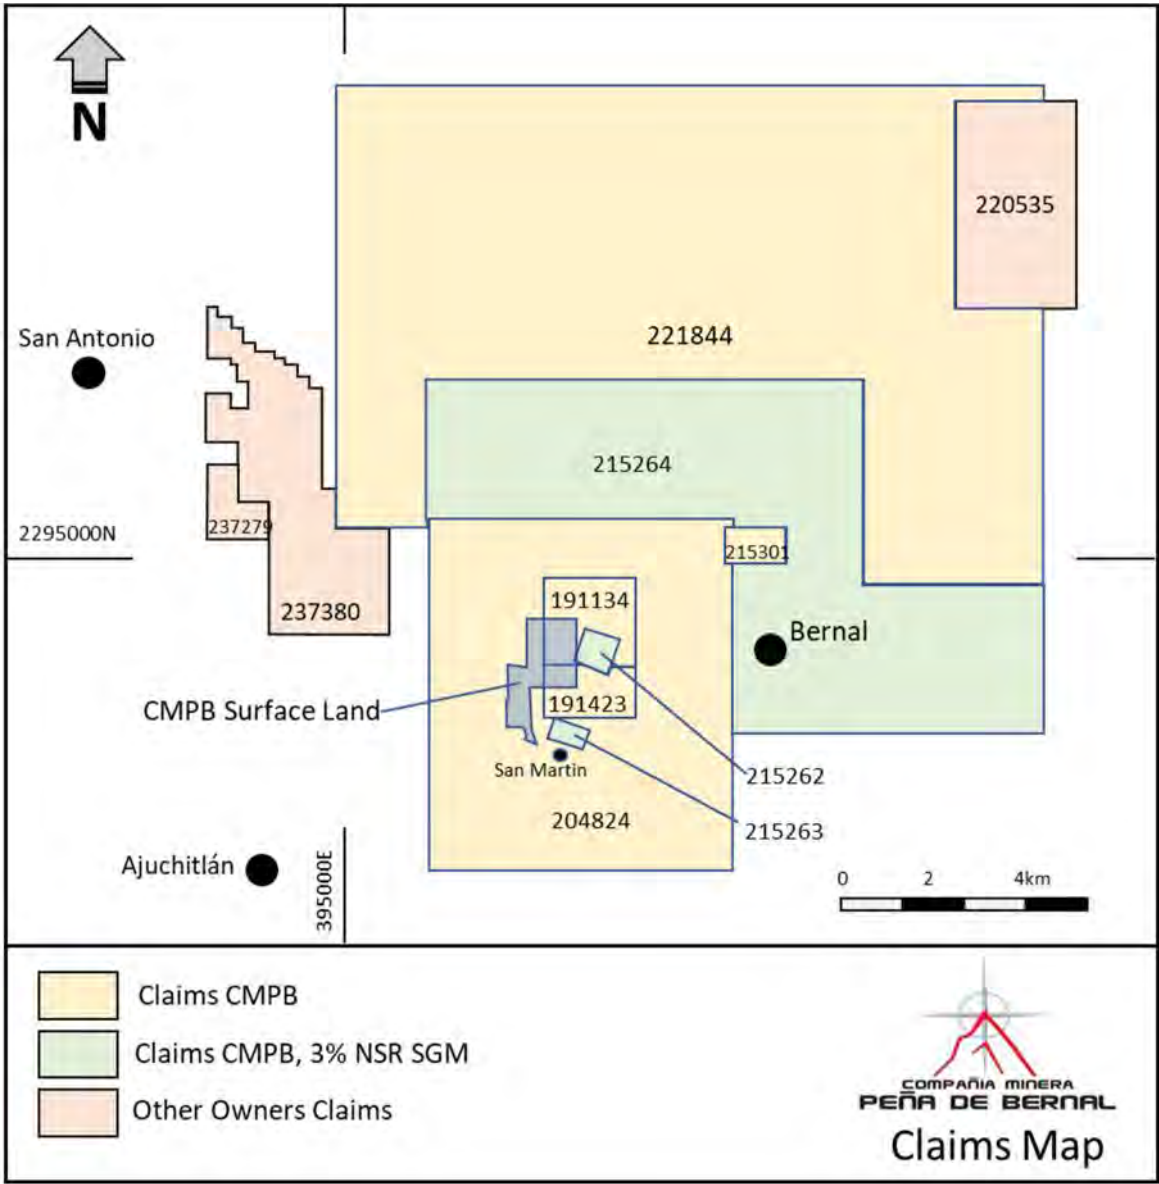 N
220535
221844
San Antonio
215264
237279
2295000N
215301
191134
237380
Bernal
191423
CMPB Surface Land
San Martin
215262
204824
215263
Ajuchitlán
395000E
0 2 4km
Claims CMPB
Claims CMPB, 3% NSR SGM
Other Owners Claims
COMPAÑIA MINERA
PEÑA DE BERNAL
Claims Map